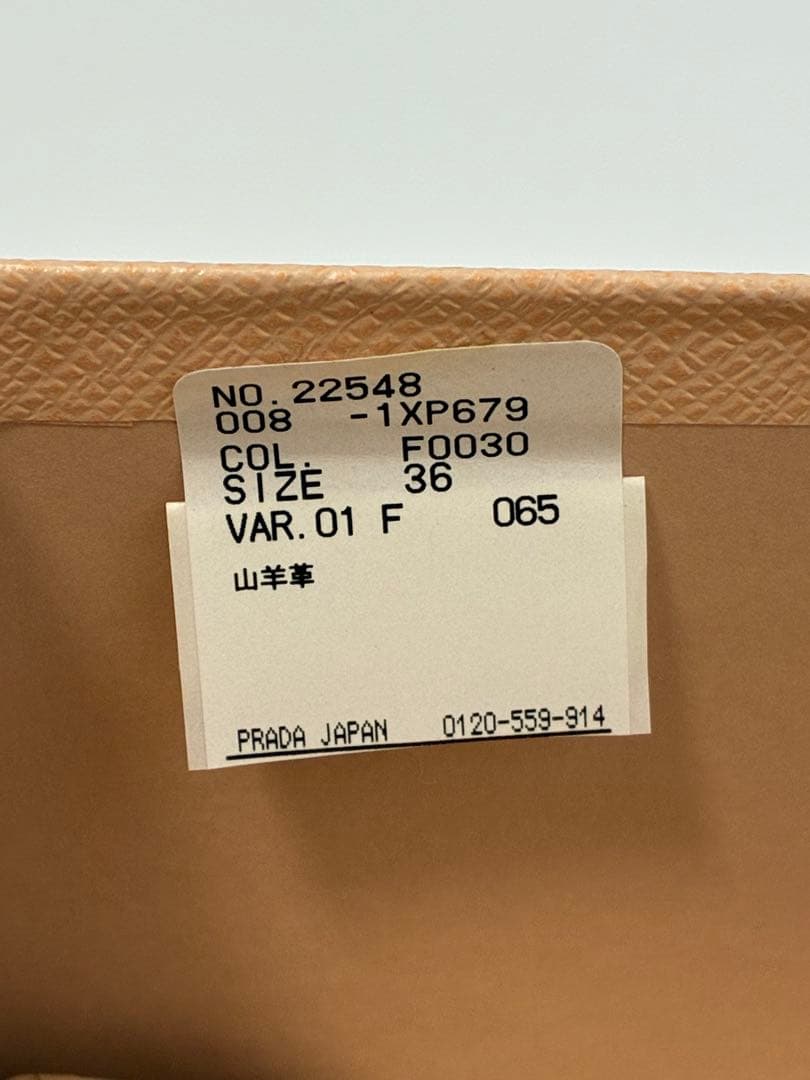 NO.22548
008 -1XP679
COL. F0030
SIZE 36
VAR.01 F 065
山羊革
PRADA JAPAN 0120-559-914